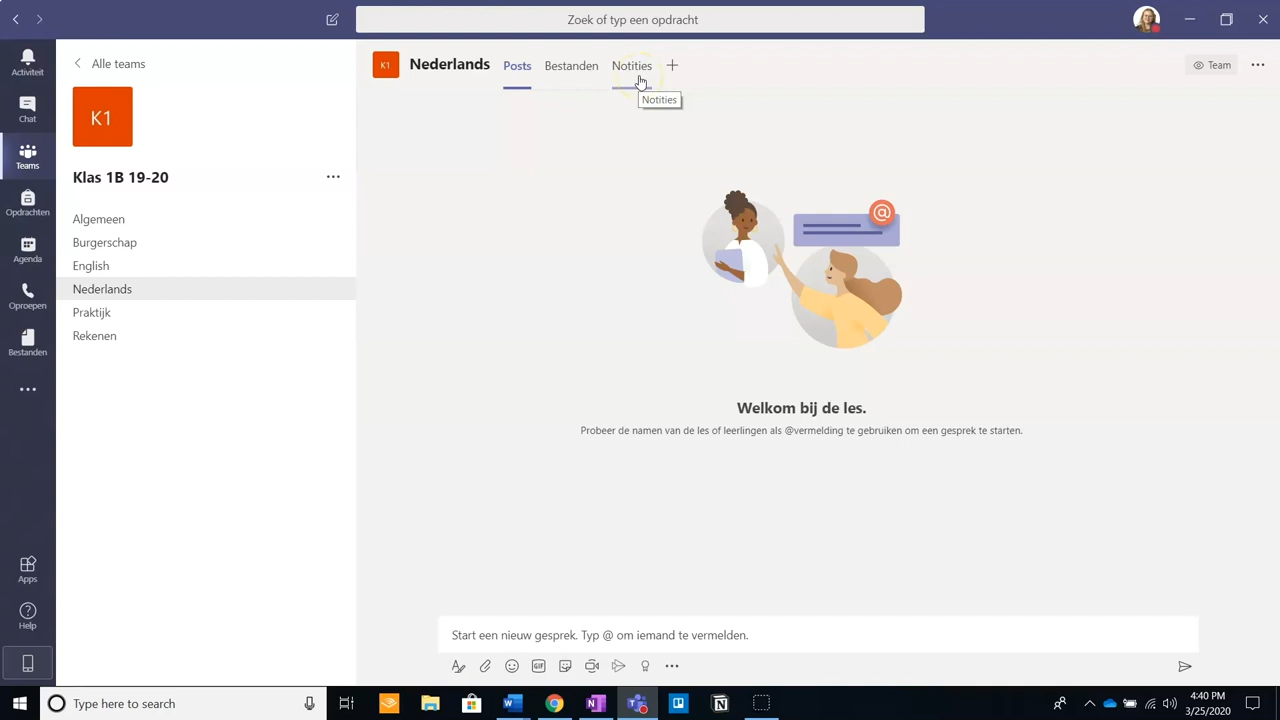 Zoek of typ een opdracht
Activiteit
Chat
Teams
Opdrachten
Agenda
Oproepen
Bestanden
Apps
Help
Alle teams
K1
Klas 1B 19-20
Algemeen
Burgerschap
English
Nederlands
Praktijk
Rekenen
K1
Nederlands
Posts
Bestanden
Notities
Notities
Team
@
Welkom bij de les.
Probeer de namen van de les of leerlingen als @vermelding te gebruiken om een gesprek te starten.
Start een nieuw gesprek. Typ @ om iemand te vermelden.
GIF
Type here to search
4:40 PM
3/25/2020